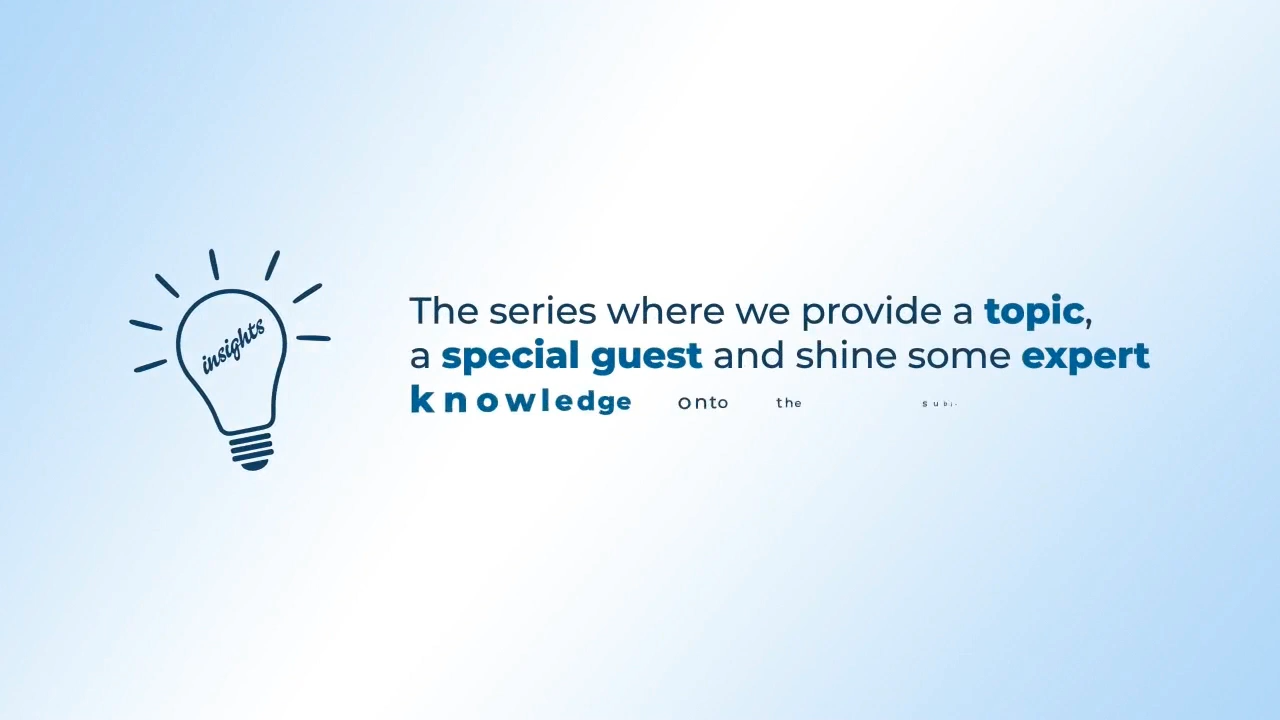 insights
The series where we provide a topic,
a special guest and shine some expert
knowledge onto the